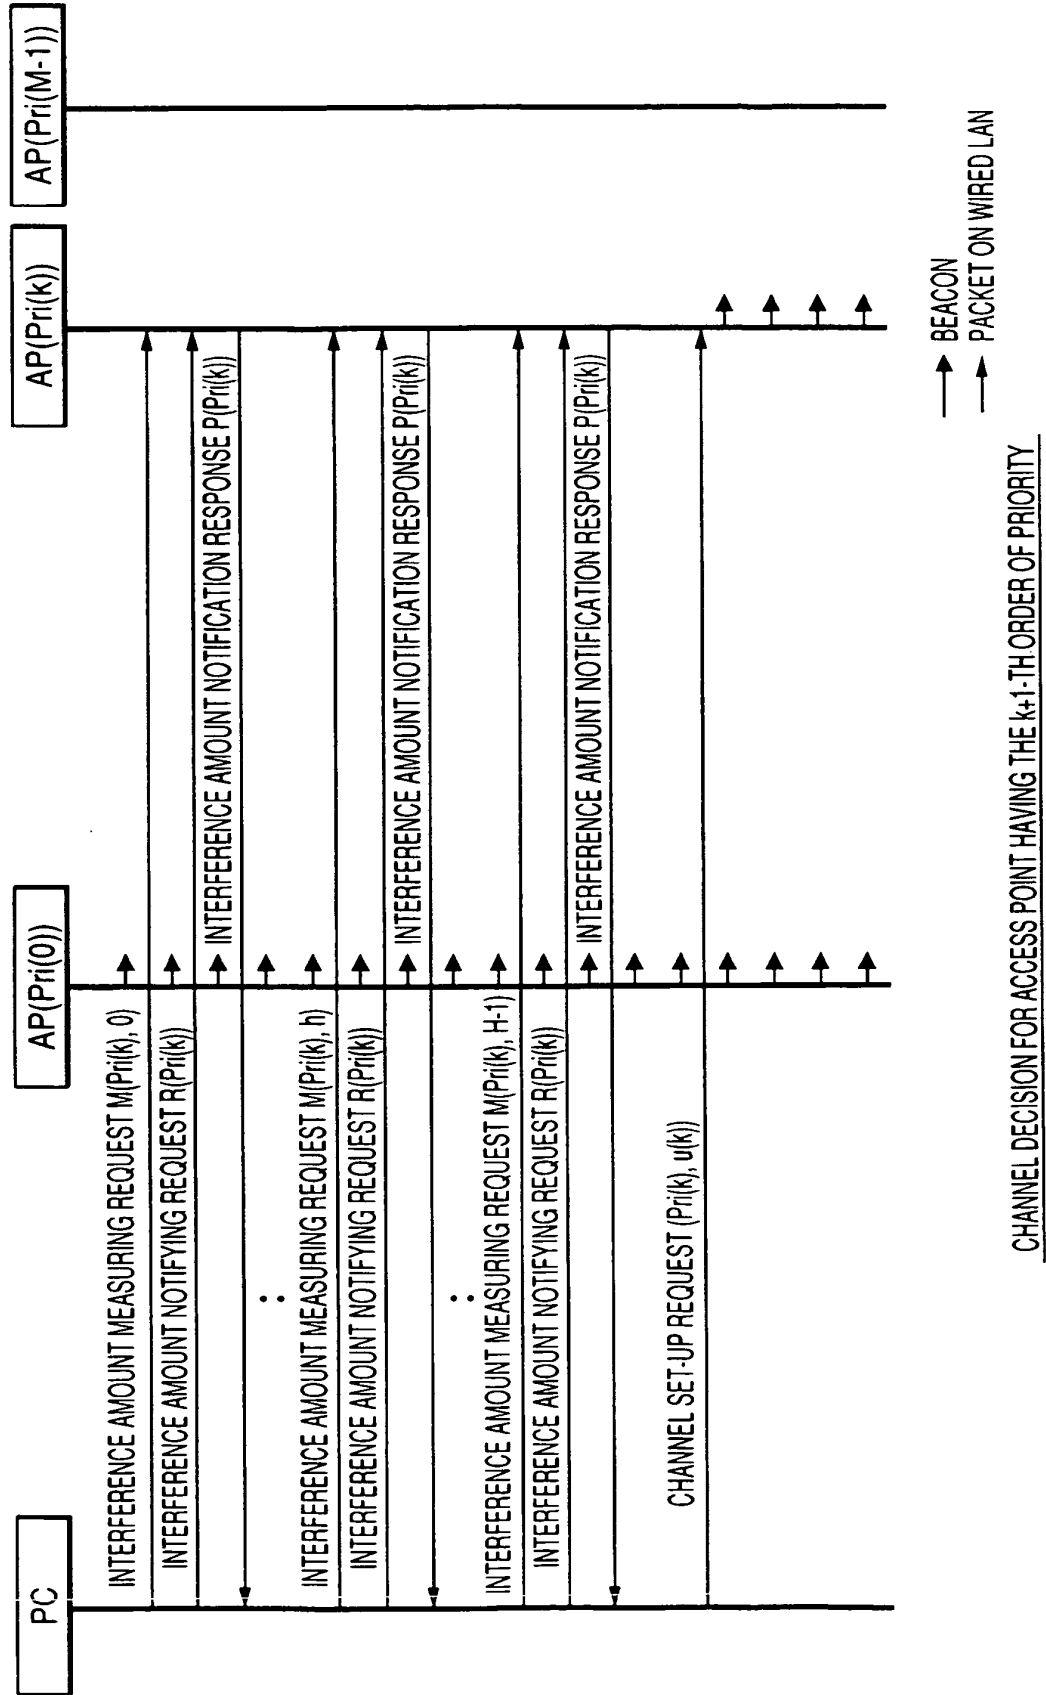 PC
AP(Pri(0))
AP(Pri(k))
AP(Pri(M-1))
INTERFERENCE AMOUNT MEASURING REQUEST M(Pri(k), 0)
INTERFERENCE AMOUNT NOTIFYING REQUEST R(Pri(k))
INTERFERENCE AMOUNT NOTIFICATION RESPONSE P(Pri(k))
INTERFERENCE AMOUNT MEASURING REQUEST M(Pri(k), h)
INTERFERENCE AMOUNT NOTIFYING REQUEST R(Pri(k))
INTERFERENCE AMOUNT NOTIFICATION RESPONSE P(Pri(k))
INTERFERENCE AMOUNT MEASURING REQUEST M(Pri(k), H-1)
INTERFERENCE AMOUNT NOTIFYING REQUEST R(Pri(k))
INTERFERENCE AMOUNT NOTIFICATION RESPONSE P(Pri(k))
CHANNEL SET-UP REQUEST (Pri(k), u(k))
BEACON
PACKET ON WIRED LAN
CHANNEL DECISION FOR ACCESS POINT HAVING THE k+1-TH ORDER OF PRIORITY